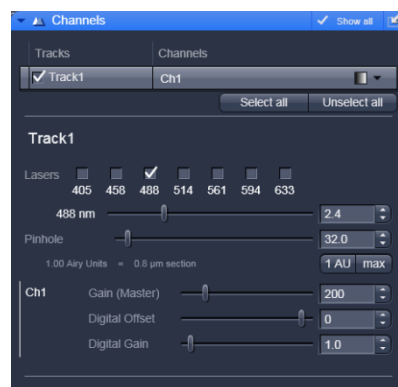 Channels Show all
Tracks Channels
Track1 Ch1
Select all Unselect all
Track1
Lasers
405 458 488 514 561 594 633
488 nm 2.4
Pinhole 32.0
1.00 Airy Units = 0.8 µm section 1 AU max
Ch1 Gain (Master) 200
Digital Offset 0
Digital Gain 1.0